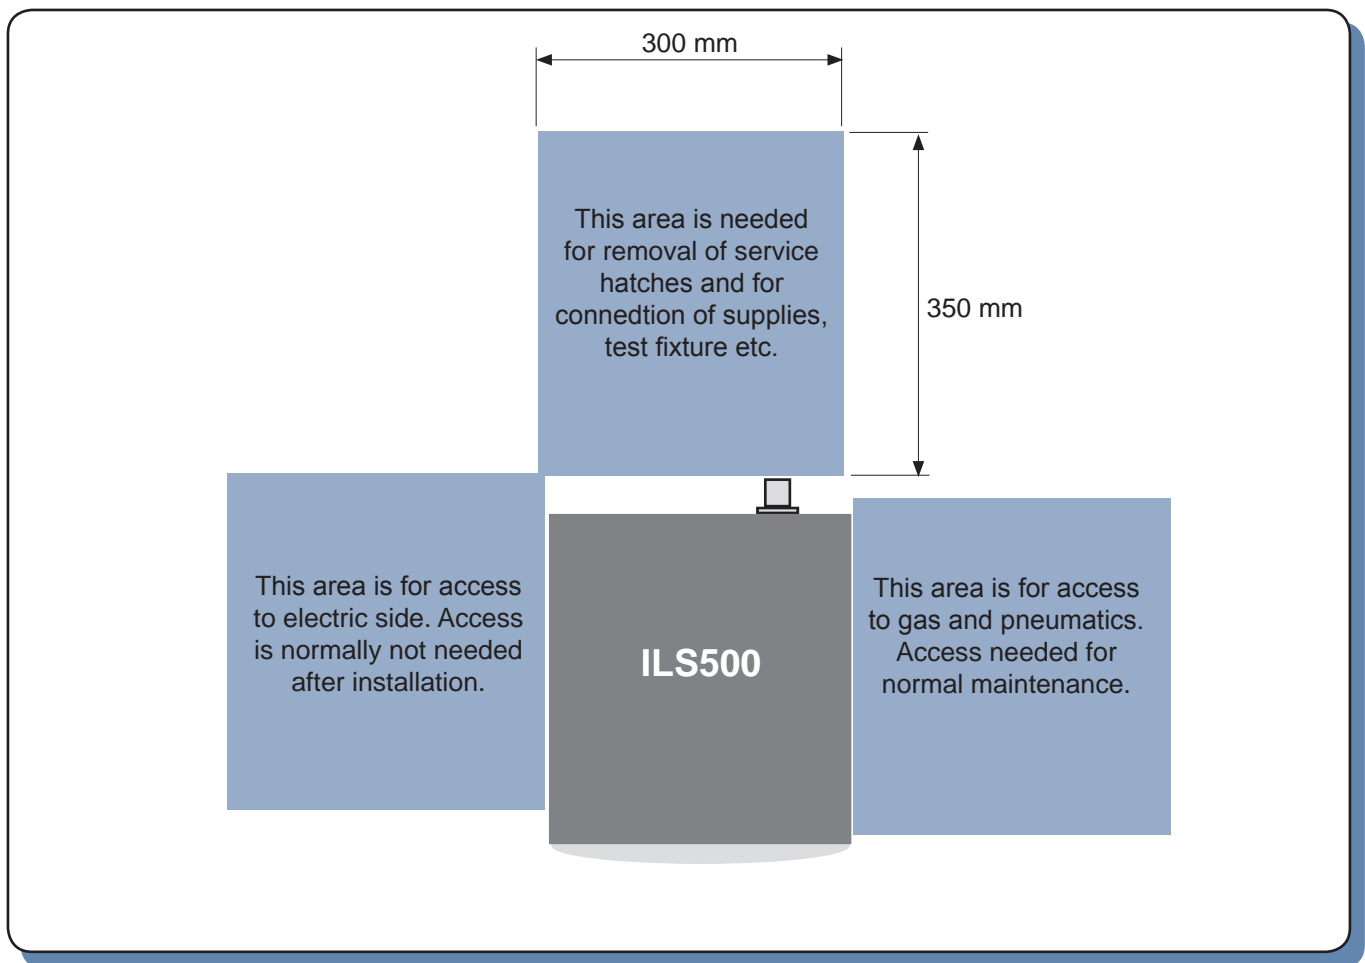 300 mm
This area is needed
for removal of service
hatches and for
connedtion of supplies,
test fixture etc.
350 mm
This area is for access
to electric side. Access
is normally not needed
after installation.
ILS500
This area is for access
to gas and pneumatics.
Access needed for
normal maintenance.